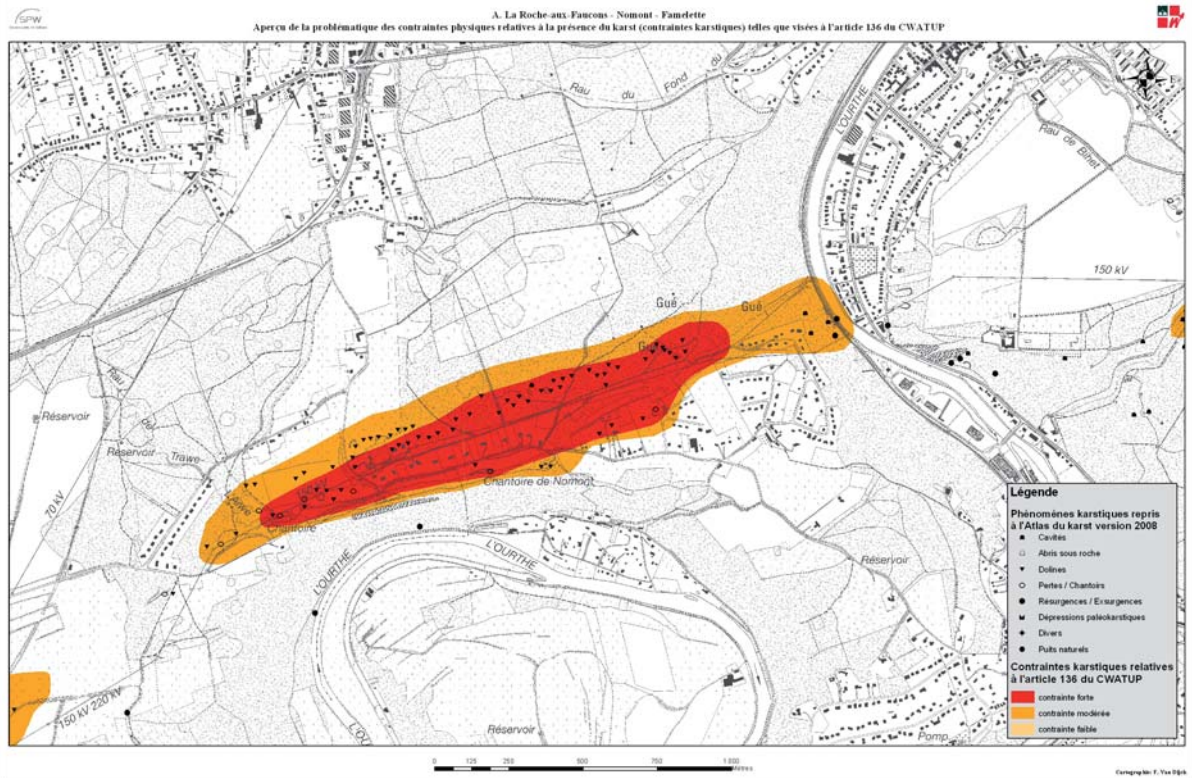 SPW
A. La Roche-aux-Faucons - Nomont - Famelette
Aperçu de la problématique des contraintes physiques relatives à la présence du karst (contraintes karstiques) telles que visées à l'article 136 du CWATUP
Rau du Fond du
L'OURTHE
Rau de Bihet
150 kV
Gué
Gué
Réservoir
Réservoir
Trawe
70 kV
Chantoire de Nomont
Chantoire
L'OURTHE
Réservoir
150 kV 220 kV
Réservoir
Pomp.
Légende
Phénomènes karstiques repris
à l'Atlas du karst version 2008
Cavités
Abris sous roche
Dolines
Pertes / Chantoirs
Résurgences / Exsurgences
Dépressions paléokarstiques
Divers
Puits naturels
Contraintes karstiques relatives
à l'article 136 du CWATUP
contrainte forte
contrainte modérée
contrainte faible
0 125 250 500 750 1 000
Mètres